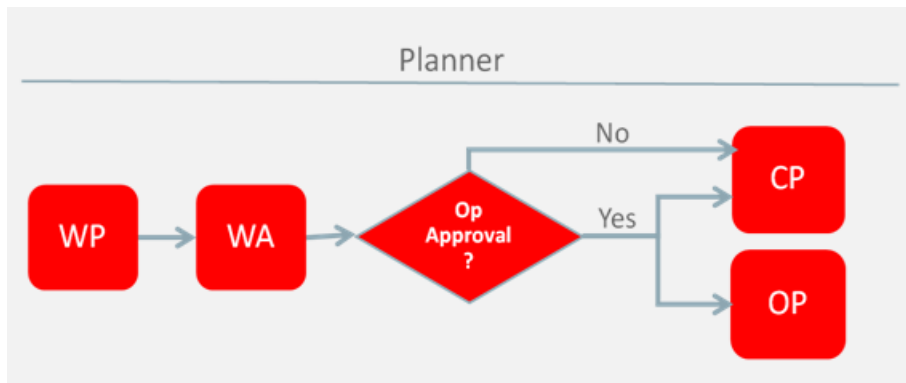 Planner
No
CP
WP
WA
Op
Approval
?
Yes
OP